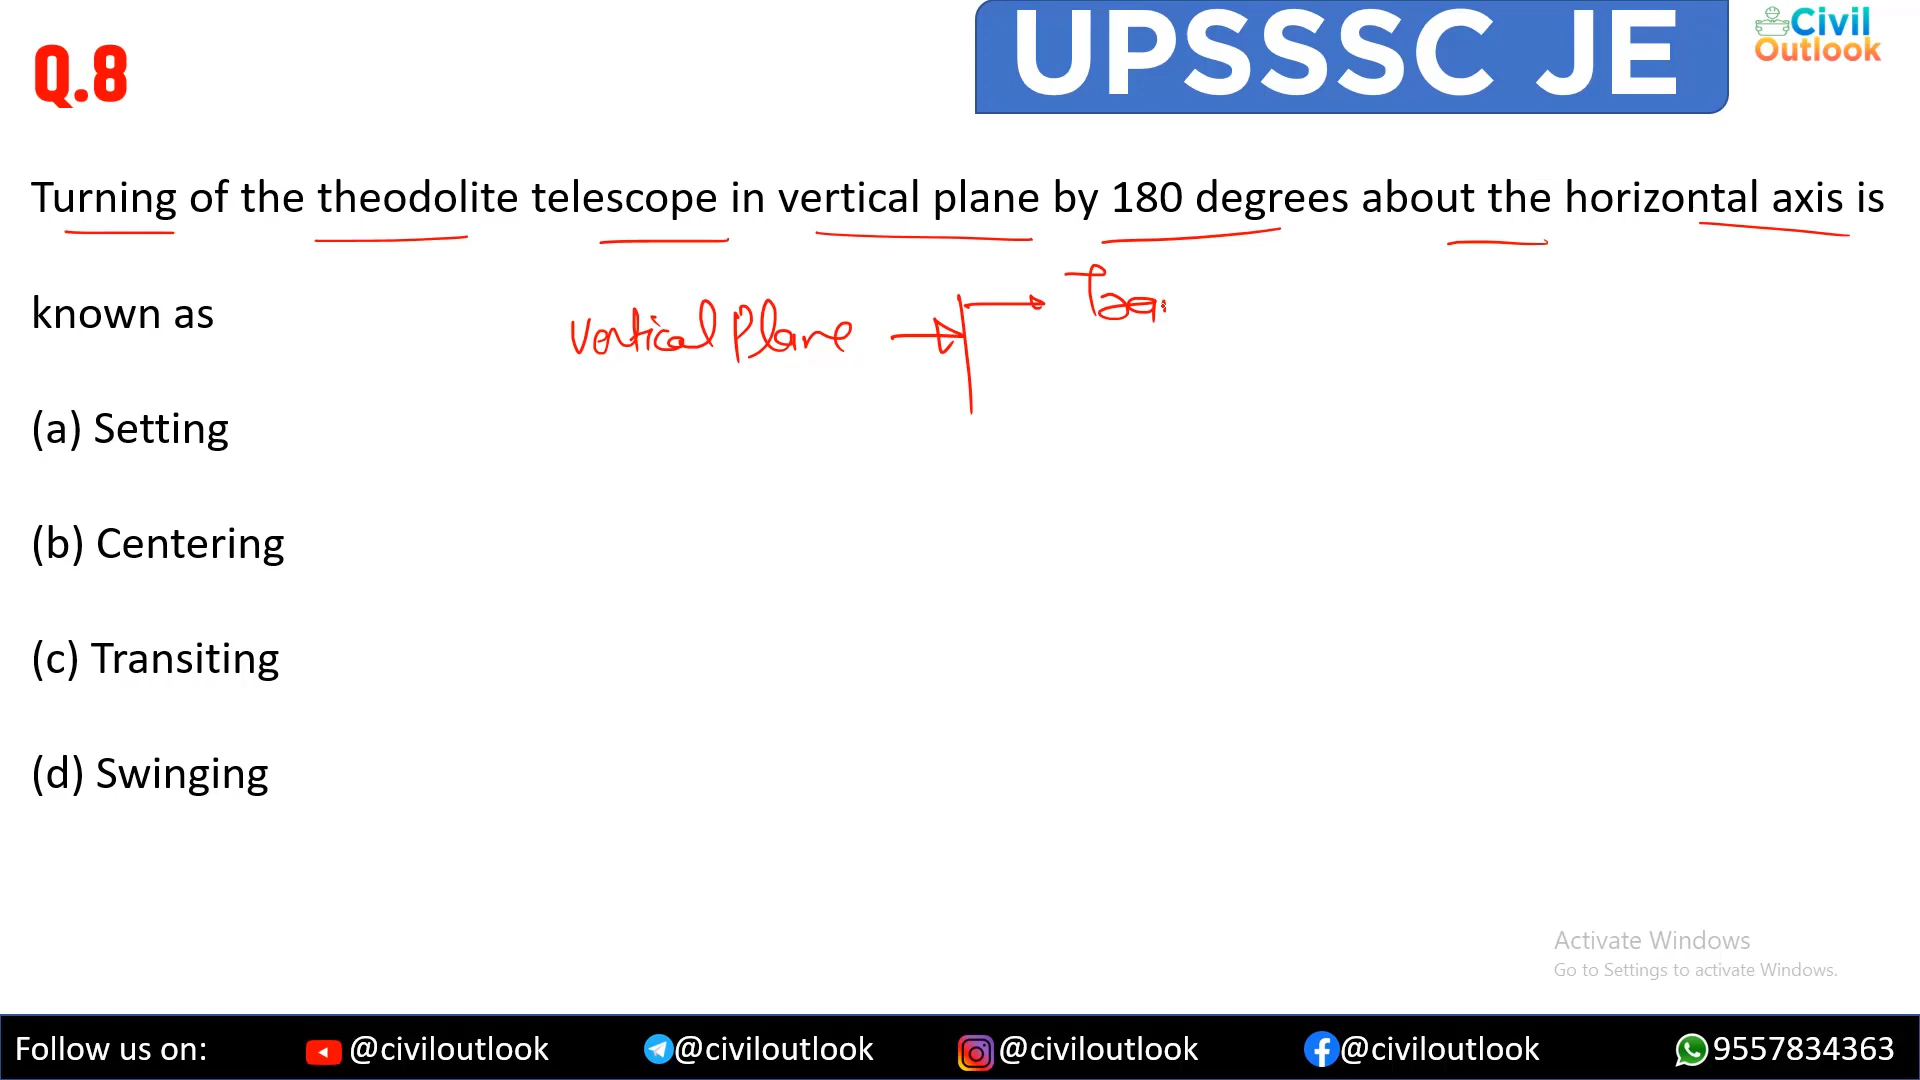 UPSSSC JE
Civil
Outlook
Q.8
Turning of the theodolite telescope in vertical plane by 180 degrees about the horizontal axis is
known as
Vertical Plane
(a) Setting
(b) Centering
(c) Transiting
(d) Swinging
Activate Windows
Go to Settings to activate Windows.
Follow us on: @civiloutlook @civiloutlook @civiloutlook @civiloutlook 9557834363